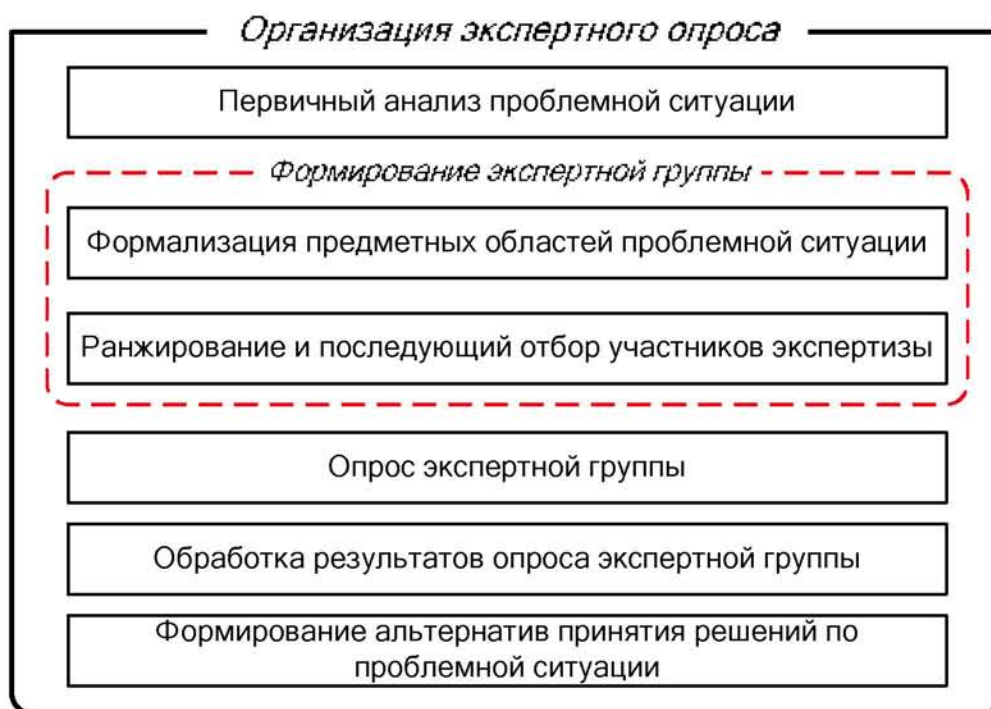 Организация экспертного опроса
Первичный анализ проблемной ситуации
Формирование экспертной группы
Формализация предметных областей проблемной ситуации
Ранжирование и последующий отбор участников экспертизы
Опрос экспертной группы
Обработка результатов опроса экспертной группы
Формирование альтернатив принятия решений по
проблемной ситуации